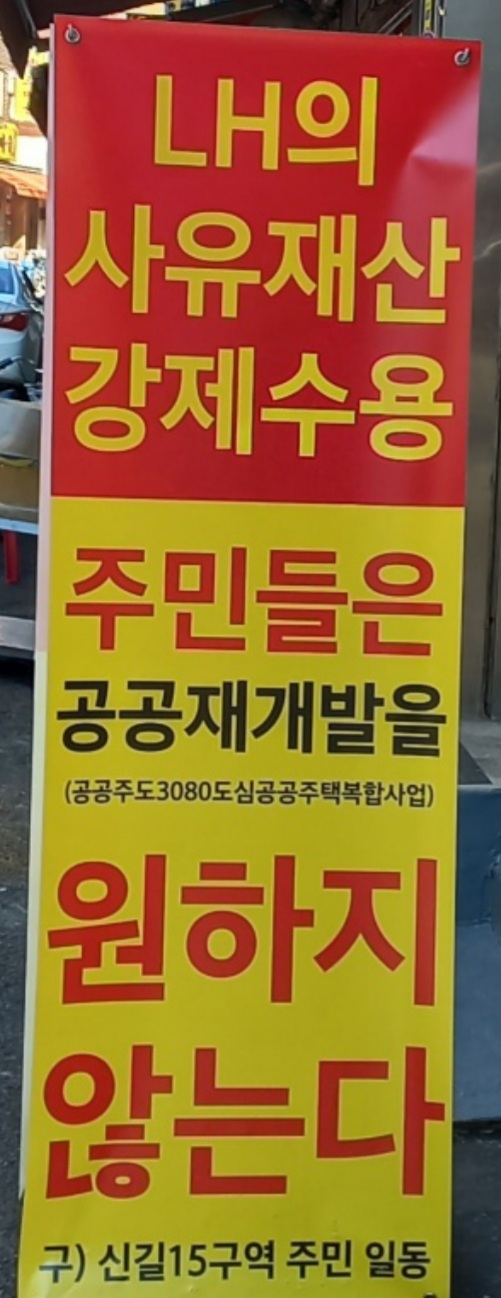 LH의
사유재산
강제수용
주민들은
공공재개발을
(공공주도3080도심공공주택복합사업)
원하지
않는다
구) 신길15구역 주민 일동